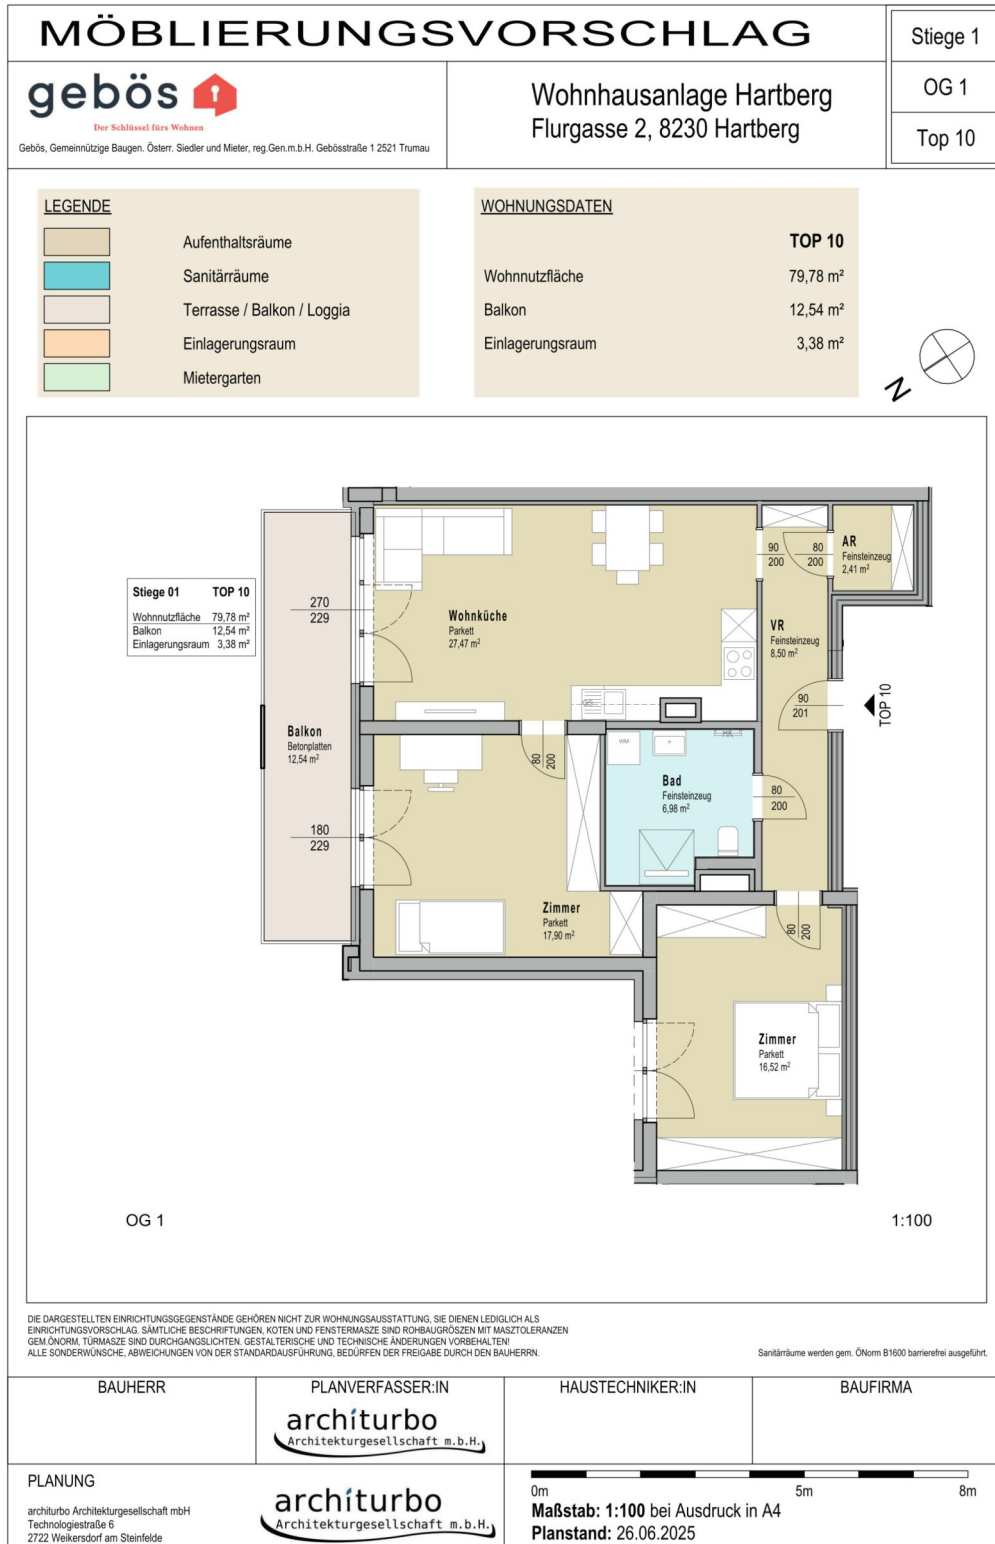 MÖBLIERUNGSVORSCHLAG
Stiege 1
OG 1
Top 10
gebös
Der Schlüssel fürs Wohnen
Gebös, Gemeinnützige Baugen. Österr. Siedler und Mieter, reg.Gen.m.b.H. Gebösstraße 1 2521 Trumau
Wohnhausanlage Hartberg
Flurgasse 2, 8230 Hartberg
LEGENDE
Aufenthaltsräume
Sanitärräume
Terrasse / Balkon / Loggia
Einlagerungsraum
Mietergarten
WOHNUNGSDATEN
TOP 10
Wohnnutzfläche 79,78 m²
Balkon 12,54 m²
Einlagerungsraum 3,38 m²
N
Stiege 01 TOP 10
Wohnnutzfläche 79,78 m²
Balkon 12,54 m²
Einlagerungsraum 3,38 m²
270
229
Wohnküche
Parkett
27,47 m²
90
200
80
200
AR
Feinsteinzeug
2,41 m²
VR
Feinsteinzeug
8,50 m²
90
201
TOP 10
GS
Balkon
Betonplatten
12,54 m²
80
200
WM
Bad
Feinsteinzeug
6,98 m²
80
200
180
229
Zimmer
Parkett
17,90 m²
80
200
Zimmer
Parkett
16,52 m²
OG 1
1:100
DIE DARGESTELLTEN EINRICHTUNGSGEGENSTÄNDE GEHÖREN NICHT ZUR WOHNUNGSAUSSTATTUNG, SIE DIENEN LEDIGLICH ALS
EINRICHTUNGSVORSCHLAG. SÄMTLICHE BESCHRIFTUNGEN, KOTEN UND FENSTERMASZE SIND ROHBAUGRÖSZEN MIT MASZTOLERANZEN
GEM.ÖNORM, TÜRMASZE SIND DURCHGANGSLICHTEN. GESTALTERISCHE UND TECHNISCHE ÄNDERUNGEN VORBEHALTEN!
ALLE SONDERWÜNSCHE, ABWEICHUNGEN VON DER STANDARDAUSFÜHRUNG, BEDÜRFEN DER FREIGABE DURCH DEN BAUHERRN.
Sanitärräume werden gem. ÖNorm B1600 barrierefrei ausgeführt.
BAUHERR
PLANVERFASSER:IN
architurbo
Architekturgesellschaft m.b.H.
HAUSTECHNIKER:IN
BAUFIRMA
PLANUNG
architurbo Architekturgesellschaft mbH
Technologiestraße 6
2722 Weikersdorf am Steinfelde
architurbo
Architekturgesellschaft m.b.H.
0m 5m 8m
Maßstab: 1:100 bei Ausdruck in A4
Planstand: 26.06.2025